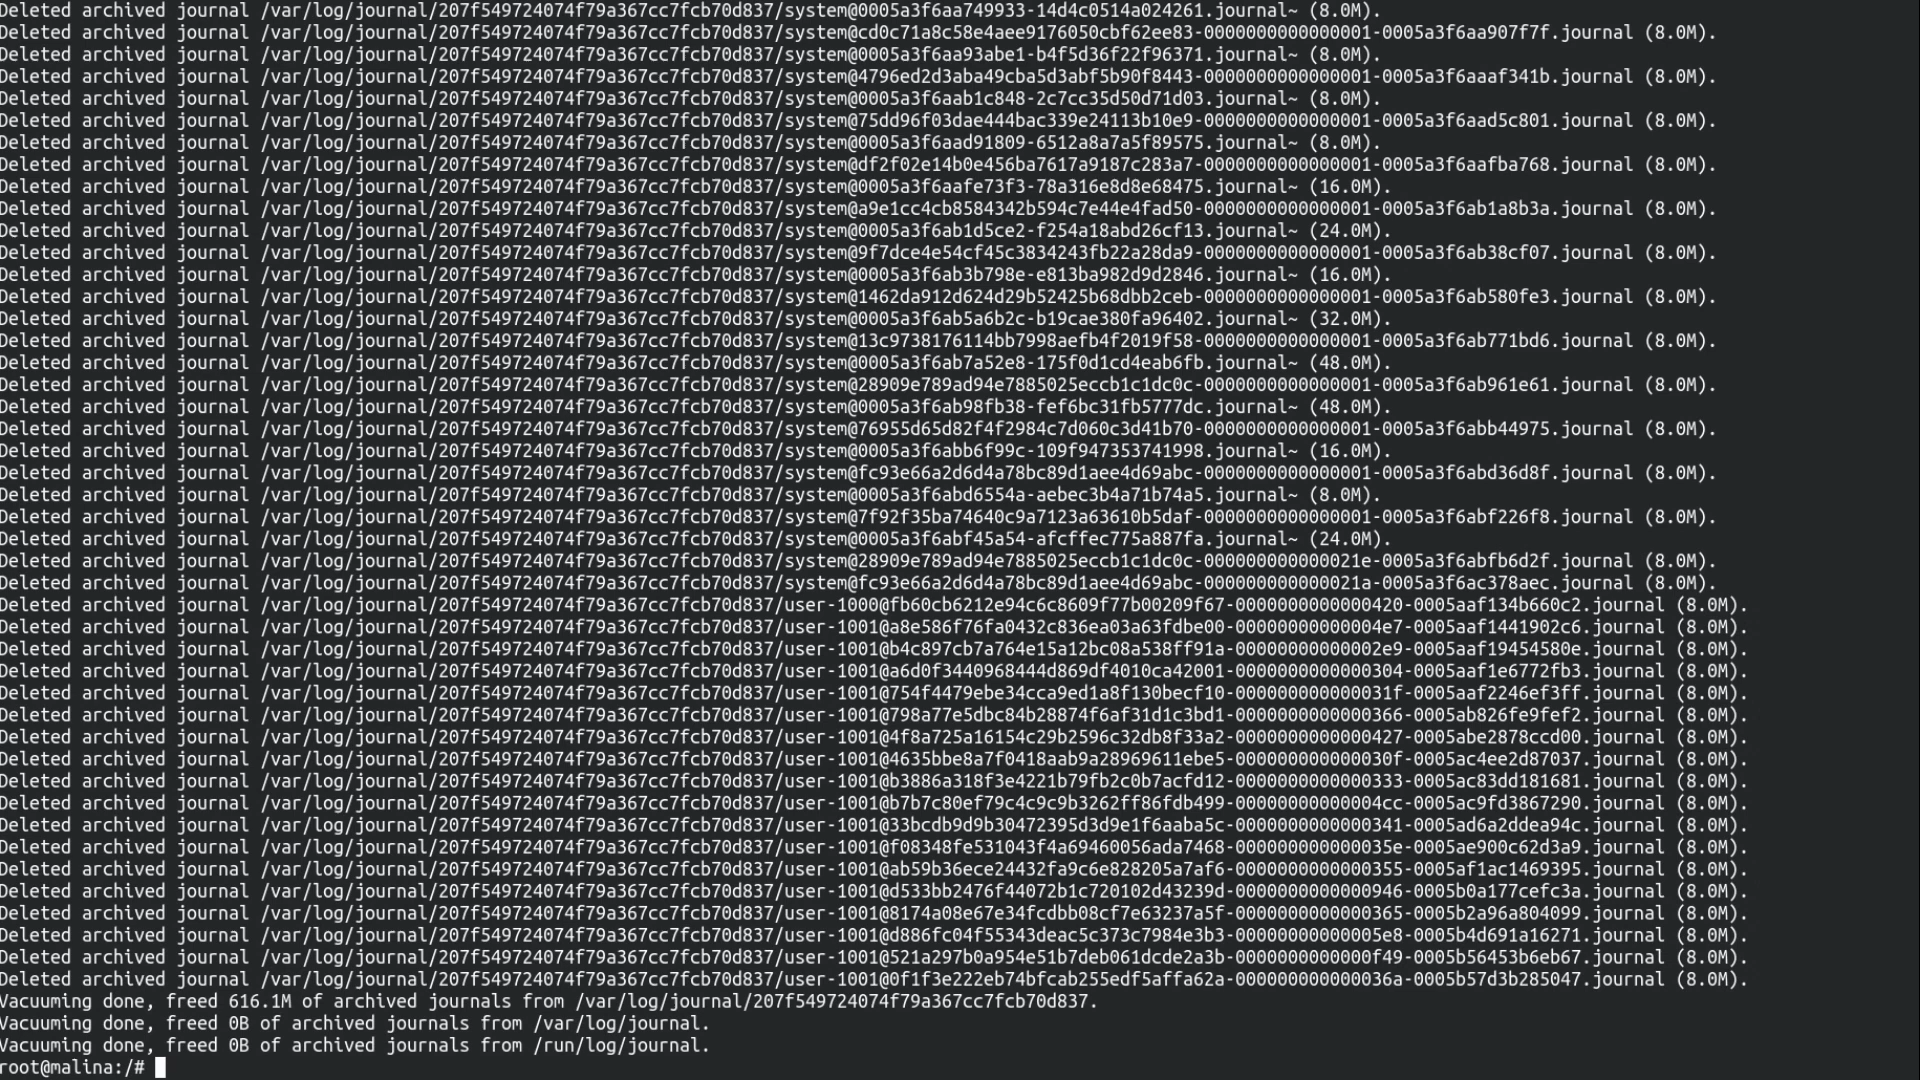 Deleted archived journal /var/log/journal/207f549724074f79a367cc7fcb70d837/system@0005a3f6aa749933-14d4c0514a024261.journal~ (8.0M).
Deleted archived journal /var/log/journal/207f549724074f79a367cc7fcb70d837/system@cd0c71a8c58e4aee9176050cbf62ee83-0000000000000001-0005a3f6aa907f7f.journal (8.0M).
Deleted archived journal /var/log/journal/207f549724074f79a367cc7fcb70d837/system@0005a3f6aa93abe1-b4f5d36f22f96371.journal~ (8.0M).
Deleted archived journal /var/log/journal/207f549724074f79a367cc7fcb70d837/system@4796ed2d3aba49cba5d3abf5b90f8443-0000000000000001-0005a3f6aaaf341b.journal (8.0M).
Deleted archived journal /var/log/journal/207f549724074f79a367cc7fcb70d837/system@0005a3f6aab1c848-2c7cc35d50d71d03.journal~ (8.0M).
Deleted archived journal /var/log/journal/207f549724074f79a367cc7fcb70d837/system@75dd96f03dae444bac339e24113b10e9-0000000000000001-0005a3f6aad5c801.journal (8.0M).
Deleted archived journal /var/log/journal/207f549724074f79a367cc7fcb70d837/system@0005a3f6aad91809-6512a8a7a5f89575.journal~ (8.0M).
Deleted archived journal /var/log/journal/207f549724074f79a367cc7fcb70d837/system@df2f02e14b0e456ba7617a9187c283a7-0000000000000001-0005a3f6aafba768.journal (8.0M).
Deleted archived journal /var/log/journal/207f549724074f79a367cc7fcb70d837/system@0005a3f6aafe73f3-78a316e8d8e68475.journal~ (16.0M).
Deleted archived journal /var/log/journal/207f549724074f79a367cc7fcb70d837/system@a9e1cc4cb8584342b594c7e44e4fad50-0000000000000001-0005a3f6ab1a8b3a.journal (8.0M).
Deleted archived journal /var/log/journal/207f549724074f79a367cc7fcb70d837/system@0005a3f6ab1d5ce2-f254a18abd26cf13.journal~ (24.0M).
Deleted archived journal /var/log/journal/207f549724074f79a367cc7fcb70d837/system@9f7dce4e54cf45c3834243fb22a28da9-0000000000000001-0005a3f6ab38cf07.journal (8.0M).
Deleted archived journal /var/log/journal/207f549724074f79a367cc7fcb70d837/system@0005a3f6ab3b798e-e813ba982d9d2846.journal~ (16.0M).
Deleted archived journal /var/log/journal/207f549724074f79a367cc7fcb70d837/system@1462da912d624d29b52425b68dbb2ceb-0000000000000001-0005a3f6ab580fe3.journal (8.0M).
Deleted archived journal /var/log/journal/207f549724074f79a367cc7fcb70d837/system@0005a3f6ab5a6b2c-b19cae380fa96402.journal~ (32.0M).
Deleted archived journal /var/log/journal/207f549724074f79a367cc7fcb70d837/system@13c9738176114bb7998aefb4f2019f58-0000000000000001-0005a3f6ab771bd6.journal (8.0M).
Deleted archived journal /var/log/journal/207f549724074f79a367cc7fcb70d837/system@0005a3f6ab7a52e8-175f0d1cd4eab6fb.journal~ (48.0M).
Deleted archived journal /var/log/journal/207f549724074f79a367cc7fcb70d837/system@28909e789ad94e7885025eccb1c1dc0c-0000000000000001-0005a3f6ab961e61.journal (8.0M).
Deleted archived journal /var/log/journal/207f549724074f79a367cc7fcb70d837/system@0005a3f6ab98fb38-fef6bc31fb5777dc.journal~ (48.0M).
Deleted archived journal /var/log/journal/207f549724074f79a367cc7fcb70d837/system@76955d65d82f4f2984c7d060c3d41b70-0000000000000001-0005a3f6abb44975.journal (8.0M).
Deleted archived journal /var/log/journal/207f549724074f79a367cc7fcb70d837/system@0005a3f6abb6f99c-109f947353741998.journal~ (16.0M).
Deleted archived journal /var/log/journal/207f549724074f79a367cc7fcb70d837/system@fc93e66a2d6d4a78bc89d1aee4d69abc-0000000000000001-0005a3f6abd36d8f.journal (8.0M).
Deleted archived journal /var/log/journal/207f549724074f79a367cc7fcb70d837/system@0005a3f6abd6554a-aebec3b4a71b74a5.journal~ (8.0M).
Deleted archived journal /var/log/journal/207f549724074f79a367cc7fcb70d837/system@7f92f35ba74640c9a7123a63610b5daf-0000000000000001-0005a3f6abf226f8.journal (8.0M).
Deleted archived journal /var/log/journal/207f549724074f79a367cc7fcb70d837/system@0005a3f6abf45a54-afcffec775a887fa.journal~ (24.0M).
Deleted archived journal /var/log/journal/207f549724074f79a367cc7fcb70d837/system@28909e789ad94e7885025eccb1c1dc0c-000000000000021e-0005a3f6abfb6d2f.journal (8.0M).
Deleted archived journal /var/log/journal/207f549724074f79a367cc7fcb70d837/system@fc93e66a2d6d4a78bc89d1aee4d69abc-000000000000021a-0005a3f6ac378aec.journal (8.0M).
Deleted archived journal /var/log/journal/207f549724074f79a367cc7fcb70d837/user-1000@fb60cb6212e94c6c8609f77b00209f67-0000000000000420-0005aaf134b660c2.journal (8.0M).
Deleted archived journal /var/log/journal/207f549724074f79a367cc7fcb70d837/user-1001@a8e586f76fa0432c836ea03a63fdbe00-00000000000004e7-0005aaf1441902c6.journal (8.0M).
Deleted archived journal /var/log/journal/207f549724074f79a367cc7fcb70d837/user-1001@b4c897cb7a764e15a12bc08a538ff91a-00000000000002e9-0005aaf19454580e.journal (8.0M).
Deleted archived journal /var/log/journal/207f549724074f79a367cc7fcb70d837/user-1001@a6d0f3440968444d869df4010ca42001-0000000000000304-0005aaf1e6772fb3.journal (8.0M).
Deleted archived journal /var/log/journal/207f549724074f79a367cc7fcb70d837/user-1001@754f4479ebe34cca9ed1a8f130becf10-000000000000031f-0005aaf2246ef3ff.journal (8.0M).
Deleted archived journal /var/log/journal/207f549724074f79a367cc7fcb70d837/user-1001@798a77e5dbc84b28874f6af31d1c3bd1-0000000000000366-0005ab826fe9fef2.journal (8.0M).
Deleted archived journal /var/log/journal/207f549724074f79a367cc7fcb70d837/user-1001@4f8a725a16154c29b2596c32db8f33a2-0000000000000427-0005abe2878ccd00.journal (8.0M).
Deleted archived journal /var/log/journal/207f549724074f79a367cc7fcb70d837/user-1001@4635bbe8a7f0418aab9a28969611ebe5-000000000000030f-0005ac4ee2d87037.journal (8.0M).
Deleted archived journal /var/log/journal/207f549724074f79a367cc7fcb70d837/user-1001@b3886a318f3e4221b79fb2c0b7acfd12-0000000000000333-0005ac83dd181681.journal (8.0M).
Deleted archived journal /var/log/journal/207f549724074f79a367cc7fcb70d837/user-1001@b7b7c80ef79c4c9c9b3262ff86fdb499-00000000000004cc-0005ac9fd3867290.journal (8.0M).
Deleted archived journal /var/log/journal/207f549724074f79a367cc7fcb70d837/user-1001@33bcdb9d9b30472395d3d9e1f6aaba5c-0000000000000341-0005ad6a2ddea94c.journal (8.0M).
Deleted archived journal /var/log/journal/207f549724074f79a367cc7fcb70d837/user-1001@f08348fe531043f4a69460056ada7468-000000000000035e-0005ae900c62d3a9.journal (8.0M).
Deleted archived journal /var/log/journal/207f549724074f79a367cc7fcb70d837/user-1001@ab59b36ece24432fa9c6e828205a7af6-0000000000000355-0005af1ac1469395.journal (8.0M).
Deleted archived journal /var/log/journal/207f549724074f79a367cc7fcb70d837/user-1001@d533bb2476f44072b1c720102d43239d-0000000000000946-0005b0a177cefc3a.journal (8.0M).
Deleted archived journal /var/log/journal/207f549724074f79a367cc7fcb70d837/user-1001@8174a08e67e34fcdbb08cf7e63237a5f-0000000000000365-0005b2a96a804099.journal (8.0M).
Deleted archived journal /var/log/journal/207f549724074f79a367cc7fcb70d837/user-1001@d886fc04f55343deac5c373c7984e3b3-00000000000005e8-0005b4d691a16271.journal (8.0M).
Deleted archived journal /var/log/journal/207f549724074f79a367cc7fcb70d837/user-1001@521a297b0a954e51b7deb061dcde2a3b-0000000000000f49-0005b56453b6eb67.journal (8.0M).
Deleted archived journal /var/log/journal/207f549724074f79a367cc7fcb70d837/user-1001@0f1f3e222eb74bfcab255edf5affa62a-000000000000036a-0005b57d3b285047.journal (8.0M).
Vacuuming done, freed 616.1M of archived journals from /var/log/journal/207f549724074f79a367cc7fcb70d837.
Vacuuming done, freed 0B of archived journals from /var/log/journal.
Vacuuming done, freed 0B of archived journals from /run/log/journal.
root@malina:/#